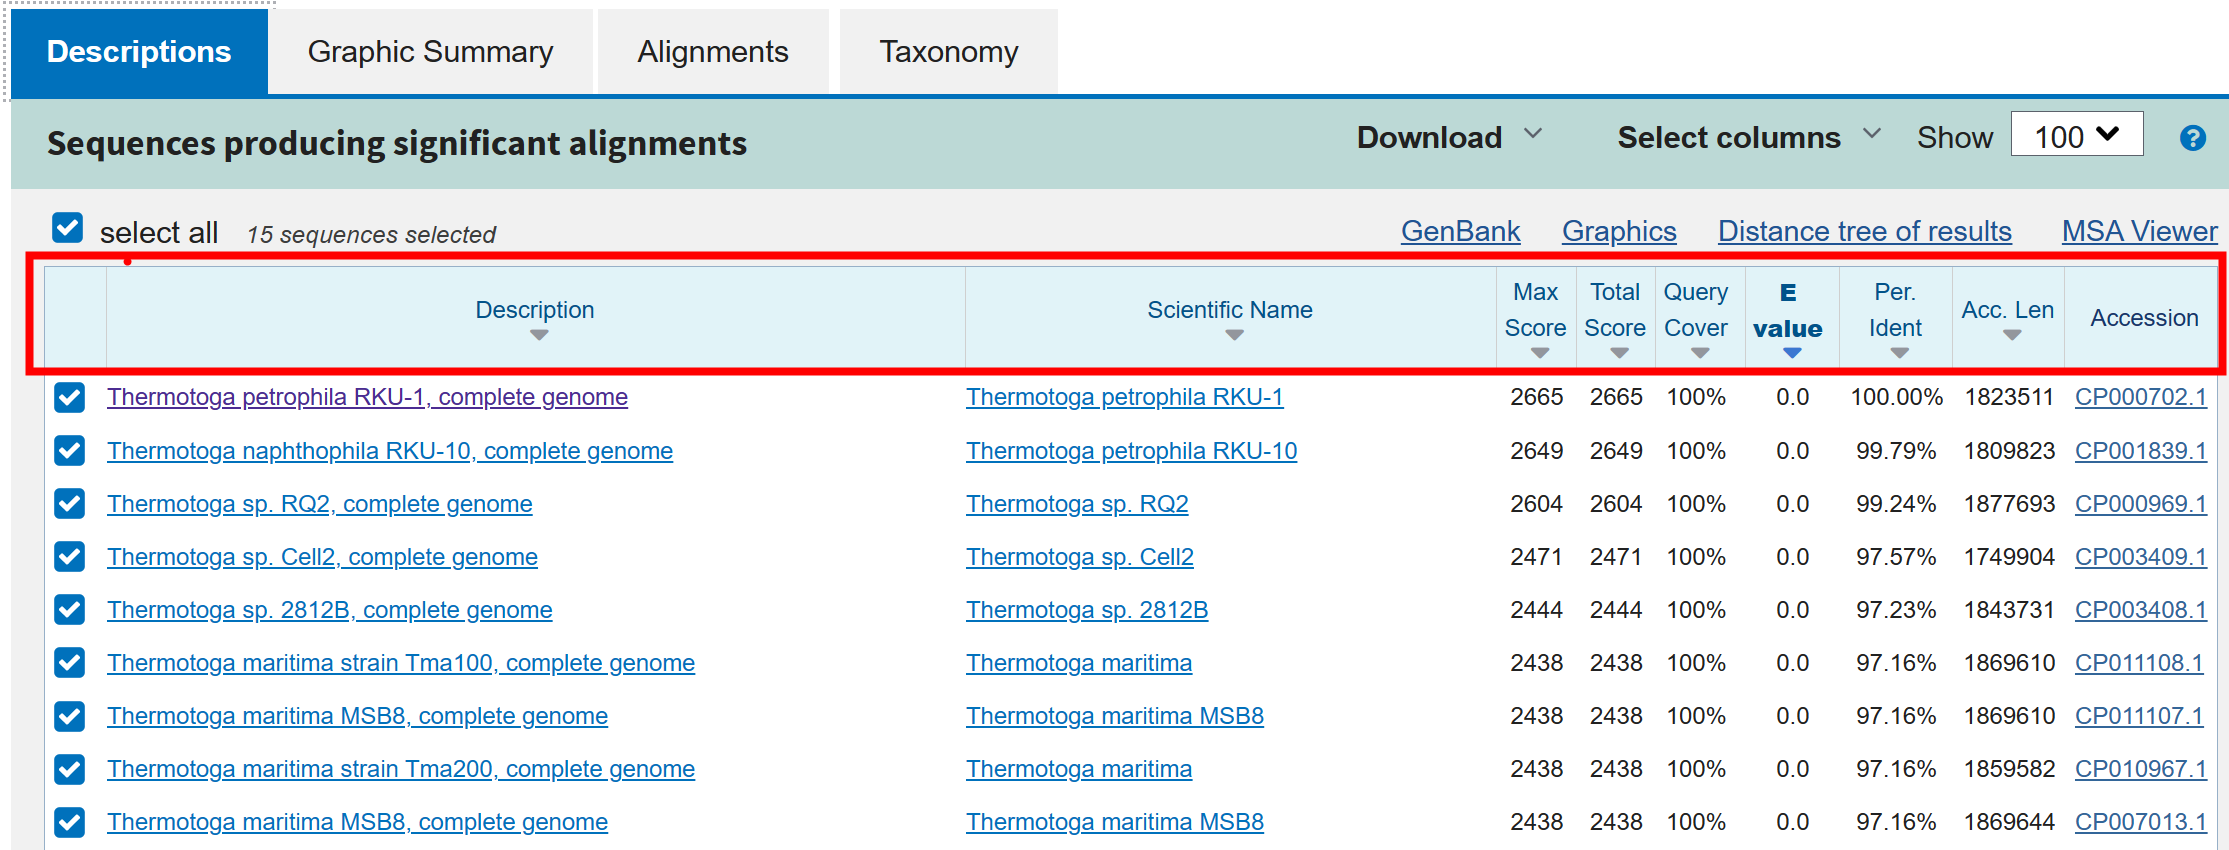 Descriptions Graphic Summary Alignments Taxonomy
Sequences producing significant alignments Download Select columns Show 100 ?
select all 15 sequences selected GenBank Graphics Distance tree of results MSA Viewer
Description Scientific Name Max Score Total Score Query Cover E value Per. Ident Acc. Len Accession
Thermotoga petrophila RKU-1, complete genome Thermotoga petrophila RKU-1 2665 2665 100% 0.0 100.00% 1823511 CP000702.1
Thermotoga naphthophila RKU-10, complete genome Thermotoga petrophila RKU-10 2649 2649 100% 0.0 99.79% 1809823 CP001839.1
Thermotoga sp. RQ2, complete genome Thermotoga sp. RQ2 2604 2604 100% 0.0 99.24% 1877693 CP000969.1
Thermotoga sp. Cell2, complete genome Thermotoga sp. Cell2 2471 2471 100% 0.0 97.57% 1749904 CP003409.1
Thermotoga sp. 2812B, complete genome Thermotoga sp. 2812B 2444 2444 100% 0.0 97.23% 1843731 CP003408.1
Thermotoga maritima strain Tma100, complete genome Thermotoga maritima 2438 2438 100% 0.0 97.16% 1869610 CP011108.1
Thermotoga maritima MSB8, complete genome Thermotoga maritima MSB8 2438 2438 100% 0.0 97.16% 1869610 CP011107.1
Thermotoga maritima strain Tma200, complete genome Thermotoga maritima 2438 2438 100% 0.0 97.16% 1859582 CP010967.1
Thermotoga maritima MSB8, complete genome Thermotoga maritima MSB8 2438 2438 100% 0.0 97.16% 1869644 CP007013.1